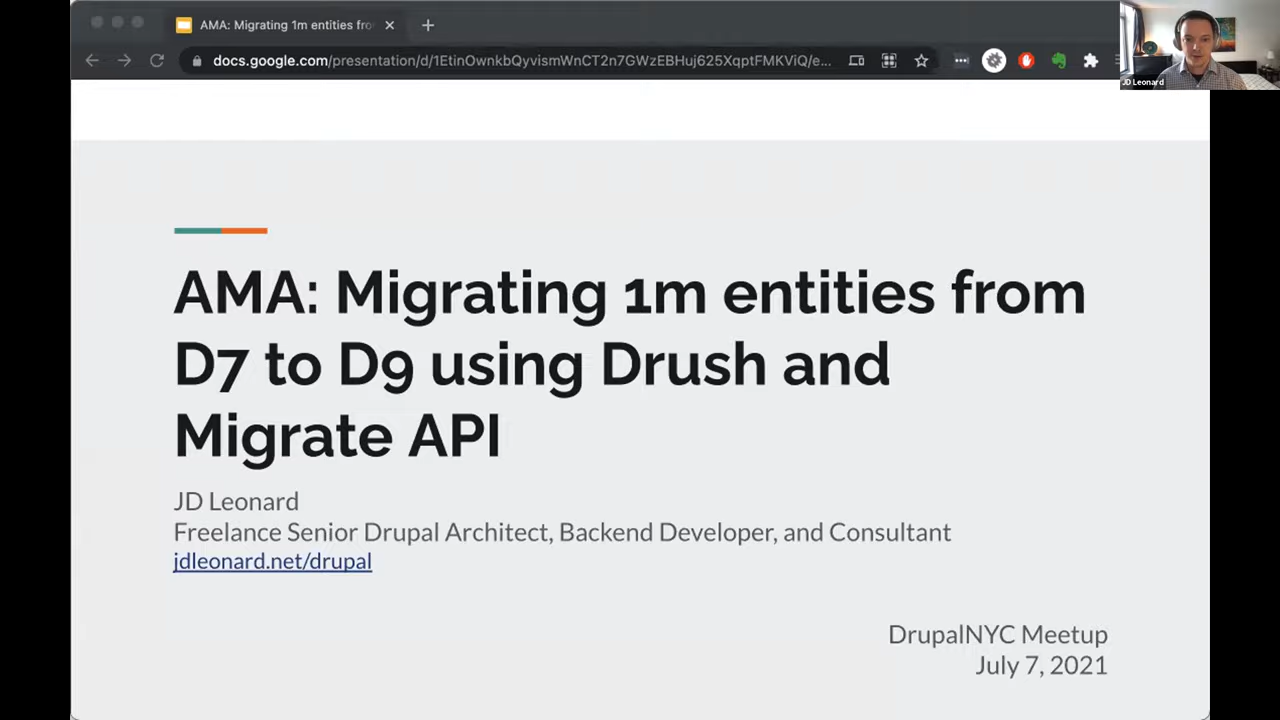 AMA: Migrating 1m entities fro
docs.google.com/presentation/d/1EtinOwnkbQyvismWnCT2n7GWzEBHuj625XqptFMKViQ/e...
JD Leonard
AMA: Migrating 1m entities from
D7 to D9 using Drush and
Migrate API
JD Leonard
Freelance Senior Drupal Architect, Backend Developer, and Consultant
jdleonard.net/drupal
DrupalNYC Meetup
July 7, 2021